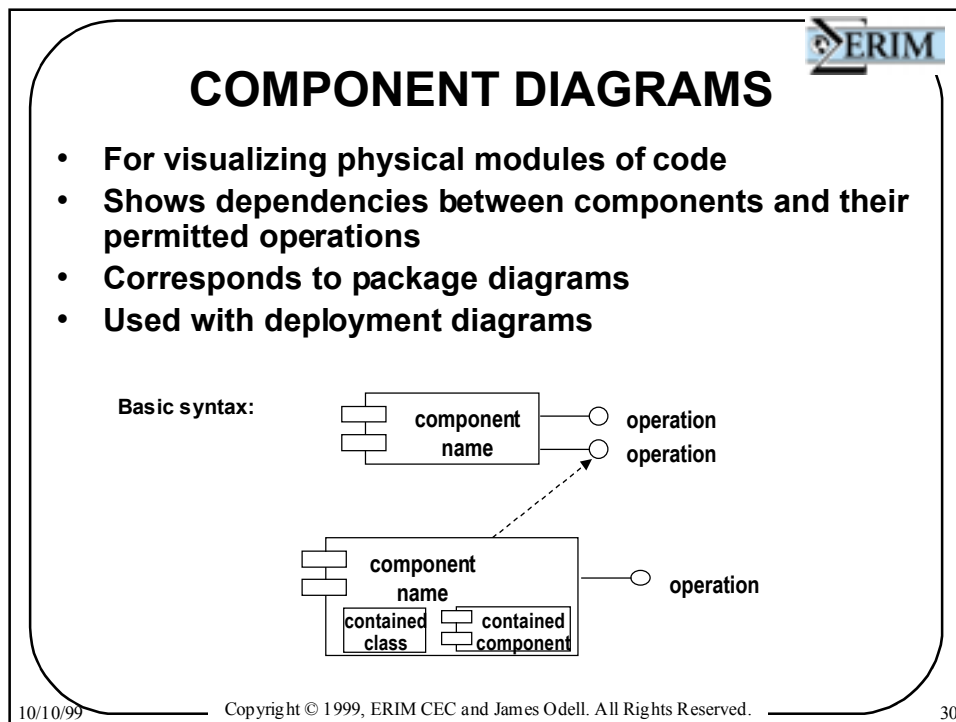 ERIM
COMPONENT DIAGRAMS
• For visualizing physical modules of code
• Shows dependencies between components and their
permitted operations
• Corresponds to package diagrams
• Used with deployment diagrams
Basic syntax:
component
name
operation
operation
component
name
operation
contained
class
contained
component
10/10/99
Copyright © 1999, ERIM CEC and James Odell. All Rights Reserved.
30